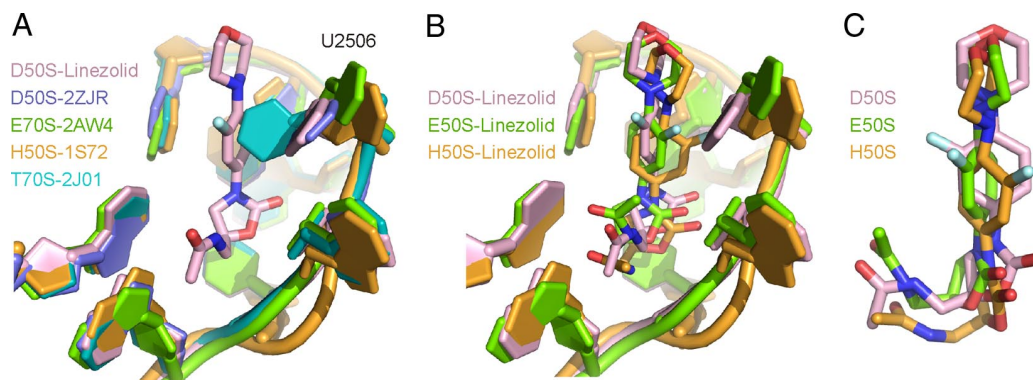 A
U2506
D50S-Linezolid
D50S-2ZJR
E70S-2AW4
H50S-1S72
T70S-2J01
B
D50S-Linezolid
E50S-Linezolid
H50S-Linezolid
C
D50S
E50S
H50S